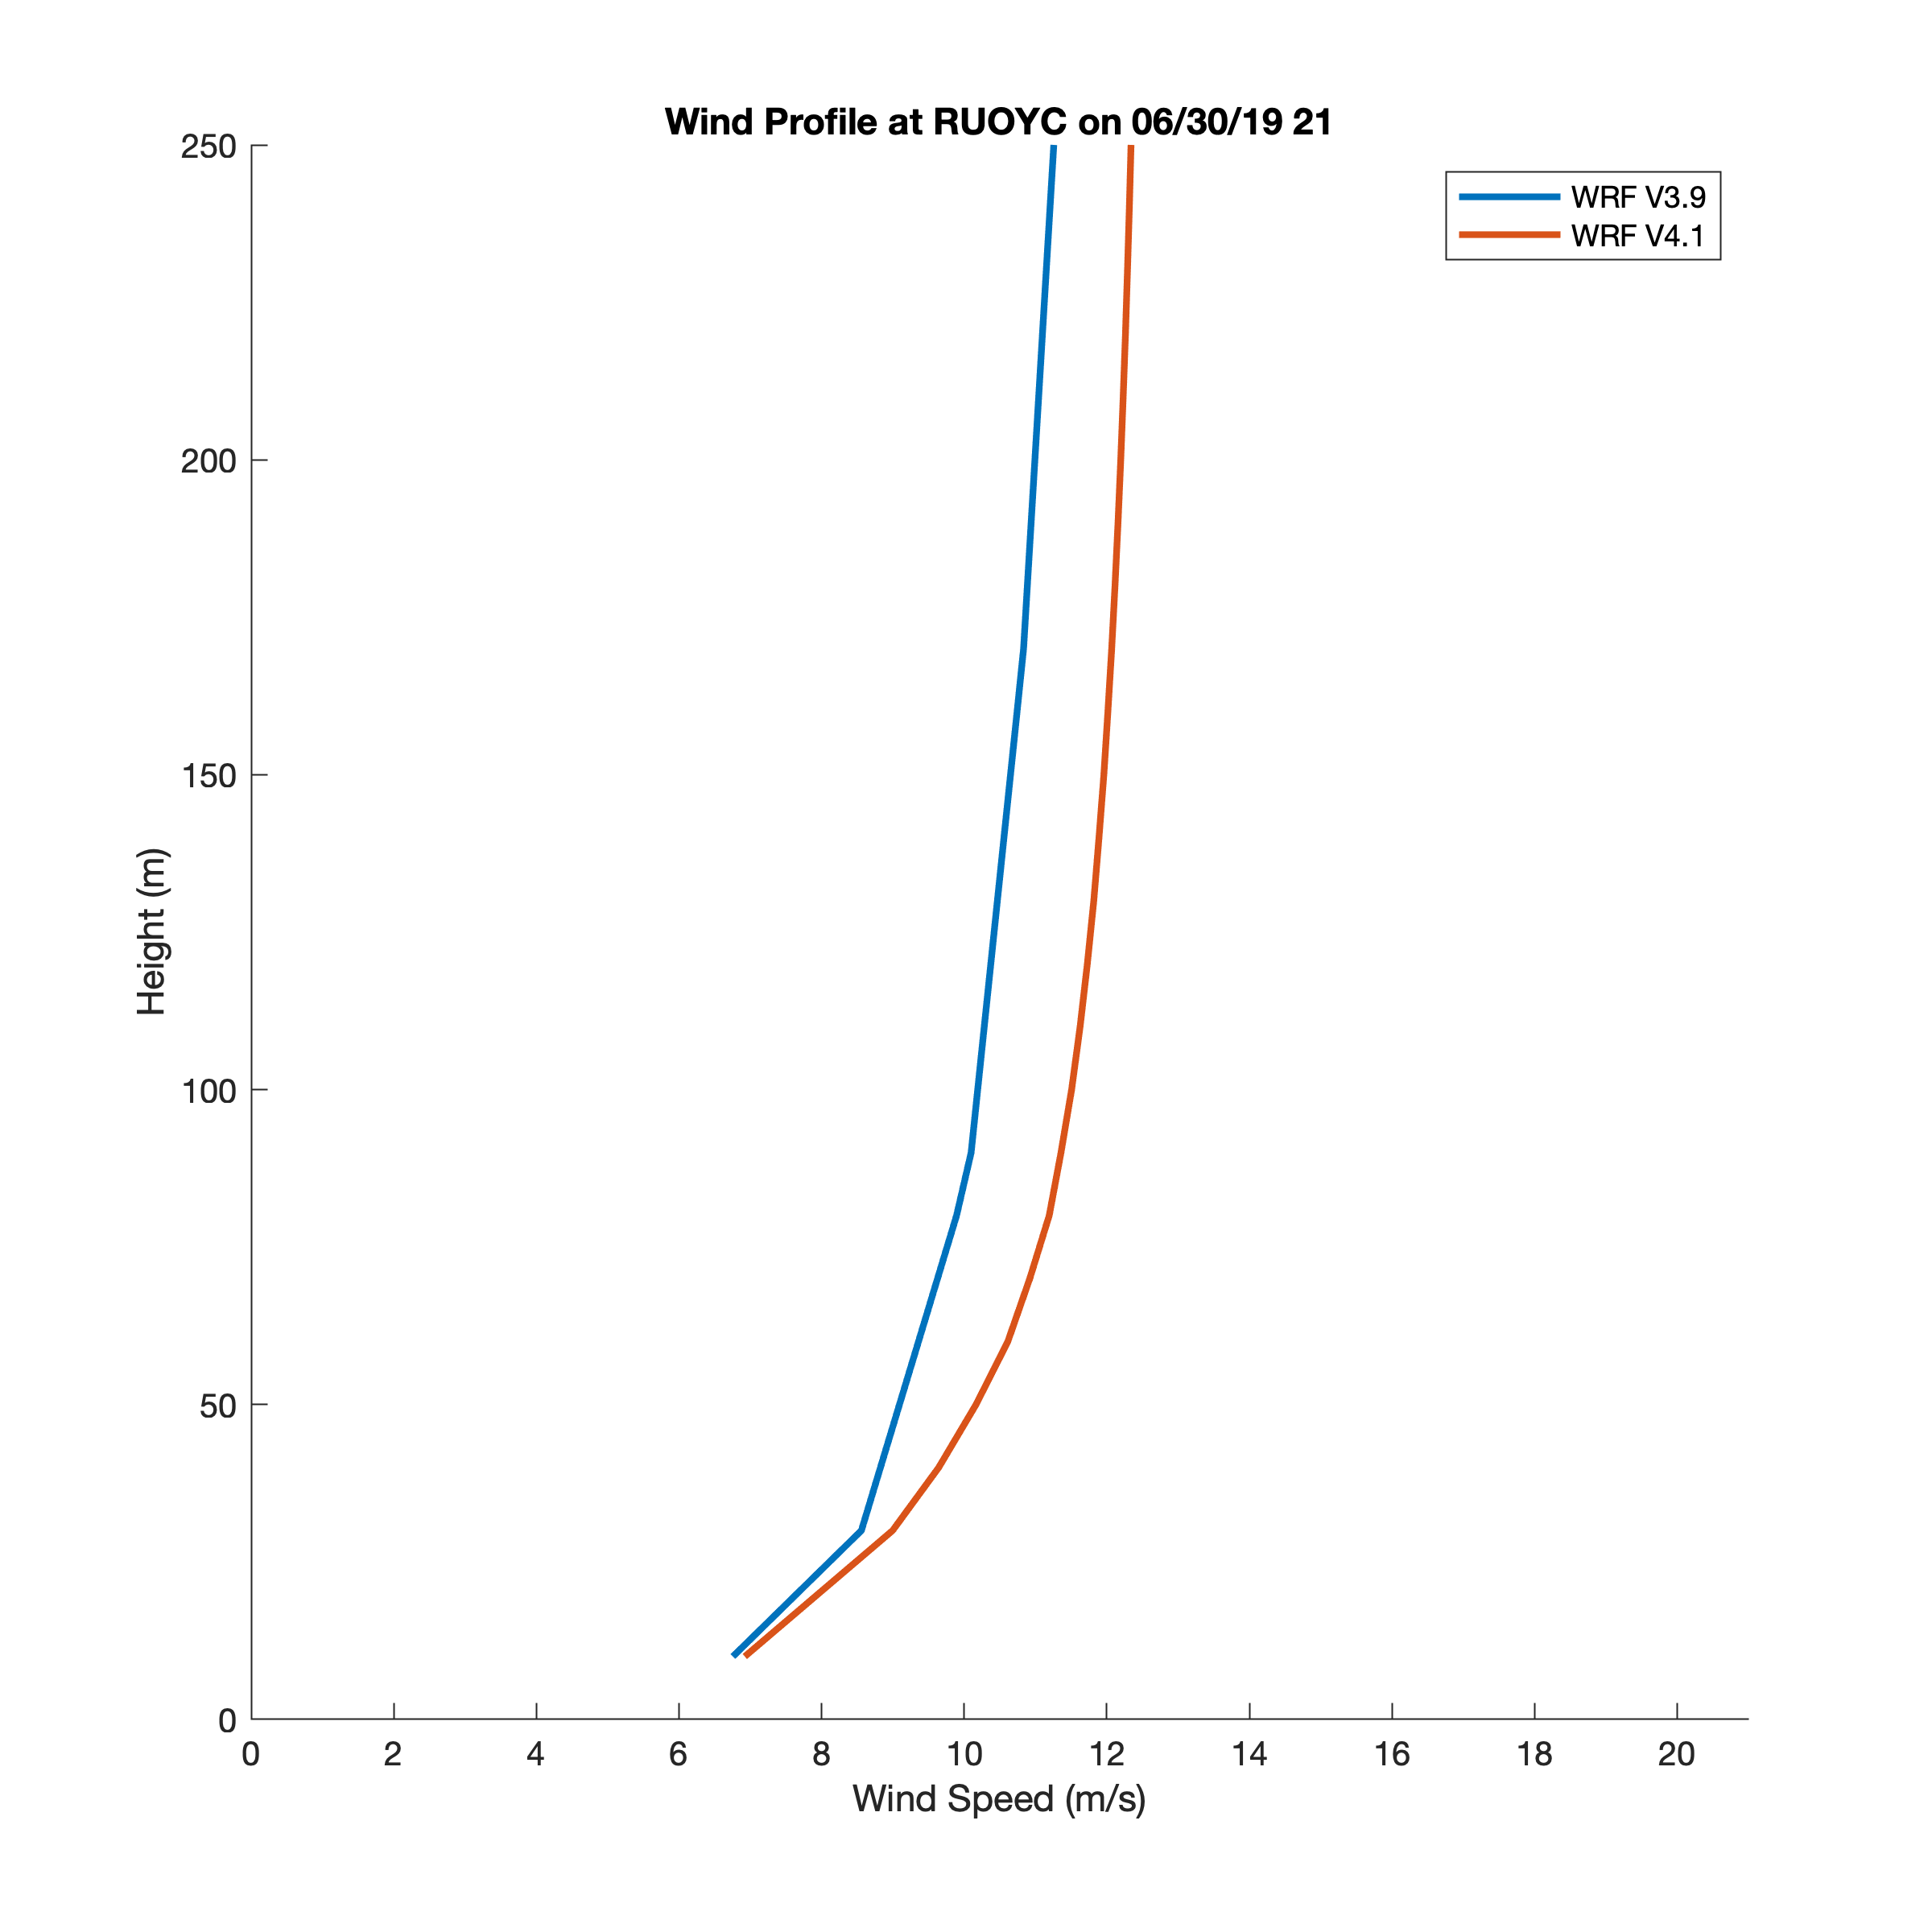 Wind Profile at RUOYC on 06/30/19 21
WRF V3.9
WRF V4.1
250
200
150
100
50
0
Height (m)
0 2 4 6 8 10 12 14 16 18 20
Wind Speed (m/s)